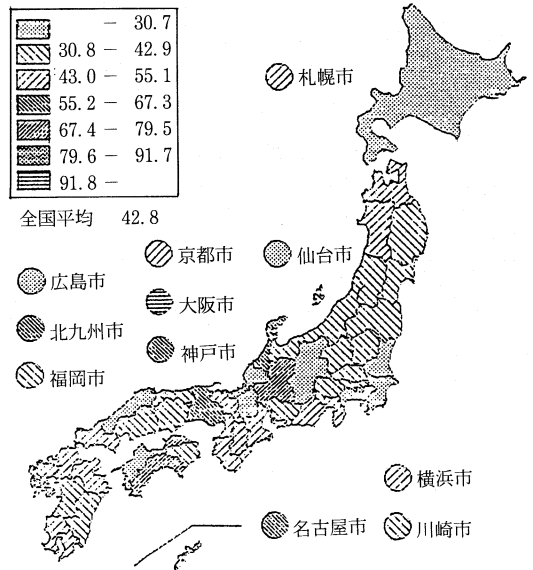 － 30.7
30.8 － 42.9
43.0 － 55.1
55.2 － 67.3
67.4 － 79.5
79.6 － 91.7
91.8 －
全国平均 42.8
札幌市
京都市
仙台市
広島市
大阪市
北九州市
神戸市
福岡市
横浜市
名古屋市
川崎市